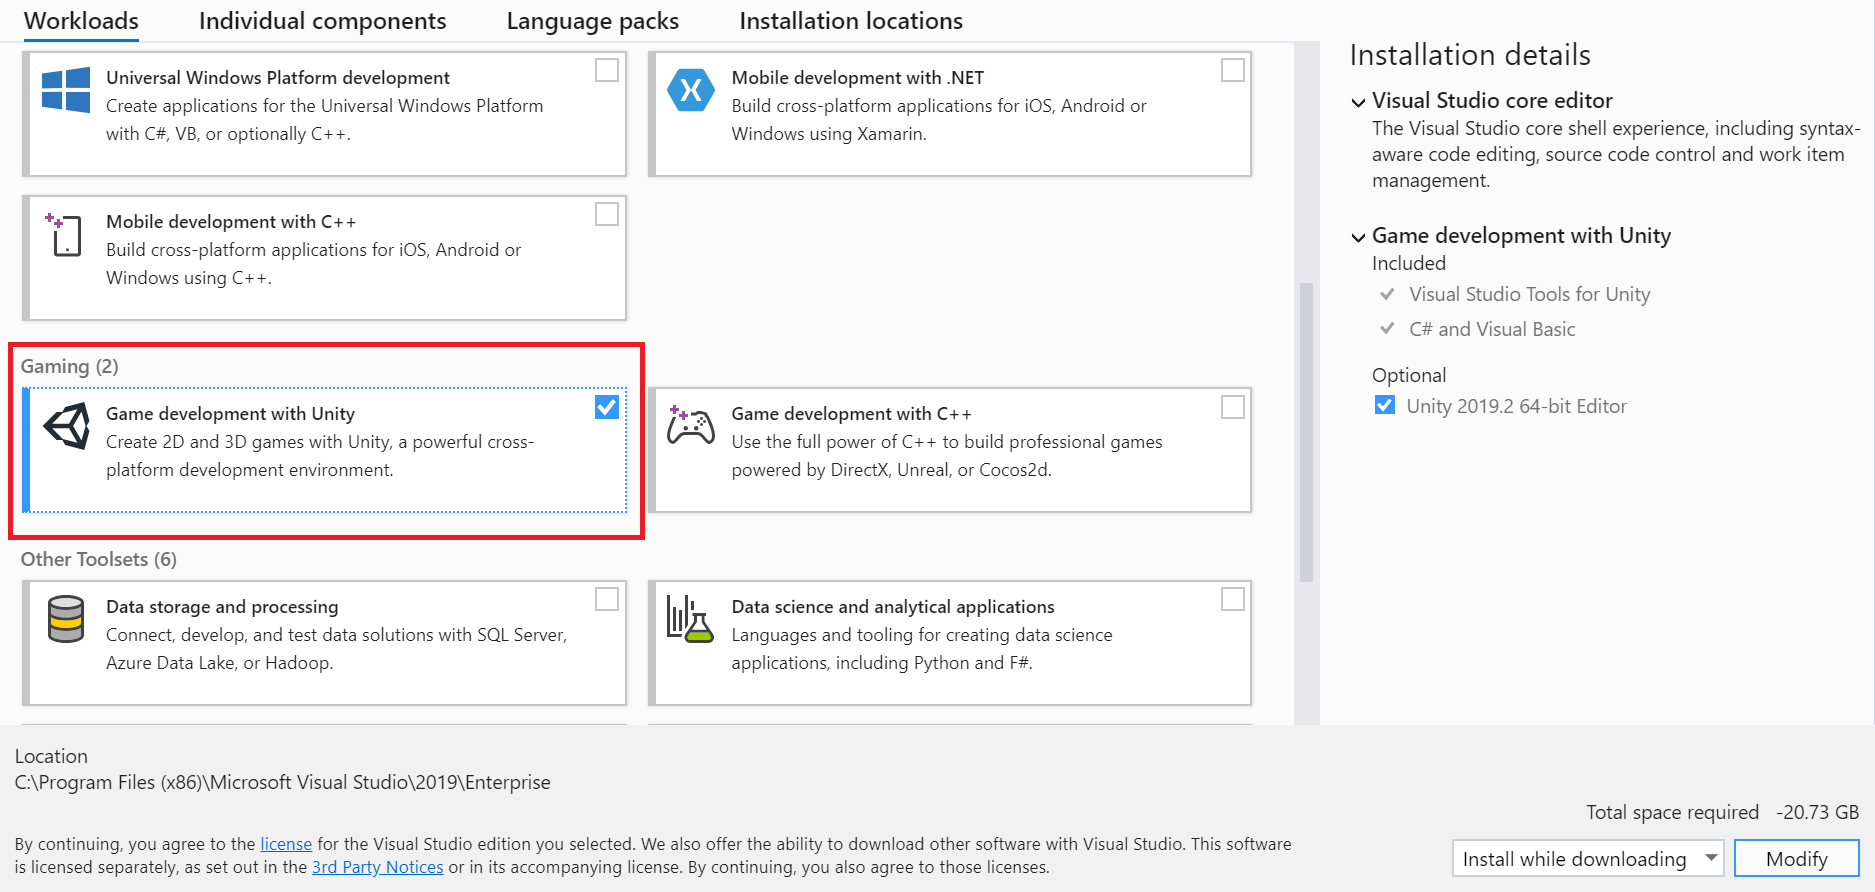 Workloads
Individual components
Language packs
Installation locations
Universal Windows Platform development
Create applications for the Universal Windows Platform
with C#, VB, or optionally C++.
Mobile development with .NET
Build cross-platform applications for iOS, Android or
Windows using Xamarin.
Mobile development with C++
Build cross-platform applications for iOS, Android or
Windows using C++.
Gaming (2)
Game development with Unity
Create 2D and 3D games with Unity, a powerful cross-
platform development environment.
Game development with C++
Use the full power of C++ to build professional games
powered by DirectX, Unreal, or Cocos2d.
Other Toolsets (6)
Data storage and processing
Connect, develop, and test data solutions with SQL Server,
Azure Data Lake, or Hadoop.
Data science and analytical applications
Languages and tooling for creating data science
applications, including Python and F#.
Installation details
Visual Studio core editor
The Visual Studio core shell experience, including syntax-
aware code editing, source code control and work item
management.
Game development with Unity
Included
Visual Studio Tools for Unity
C# and Visual Basic
Optional
Unity 2019.2 64-bit Editor
Location
C:\Program Files (x86)\Microsoft Visual Studio\2019\Enterprise
Total space required -20.73 GB
By continuing, you agree to the license for the Visual Studio edition you selected. We also offer the ability to download other software with Visual Studio. This software
is licensed separately, as set out in the 3rd Party Notices or in its accompanying license. By continuing, you also agree to those licenses.
Install while downloading
Modify